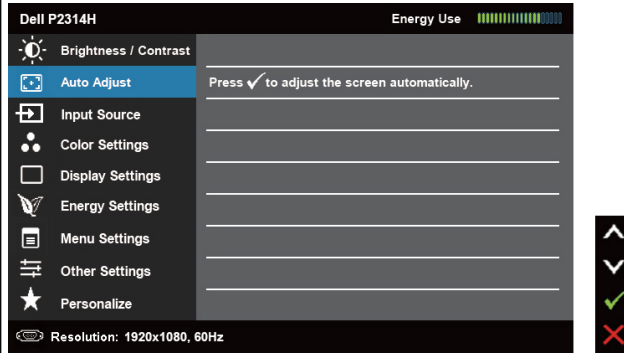 Dell P2314H Energy Use
Brightness / Contrast
Auto Adjust Press ✓ to adjust the screen automatically.
Input Source
Color Settings
Display Settings
Energy Settings
Menu Settings
Other Settings
Personalize
Resolution: 1920x1080, 60Hz